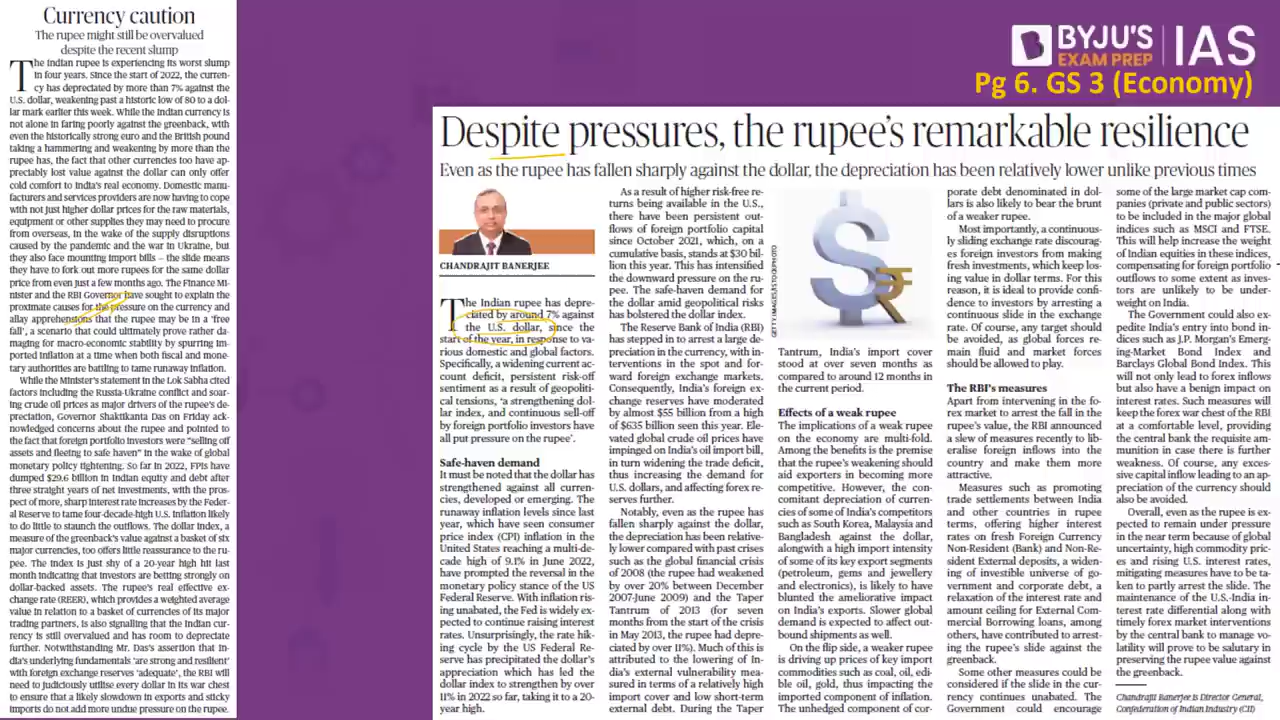 Currency caution
The rupee might still be overvalued
despite the recent slump
The Indian rupee is experiencing its worst slump
in four years. Since the start of 2022, the curren-
cy has depreciated by more than 7% against the
U.S. dollar, weakening past a historic low of 80 to a dol-
lar mark earlier this week. While the Indian currency is
not alone in faring poorly against the greenback, with
even the historically strong euro and the British pound
taking a hammering and weakening by more than the
rupee has, the fact that other currencies too have ap-
preciably lost value against the dollar can only offer
cold comfort to India's real economy. Domestic manu-
facturers and services providers are now having to cope
with not just higher dollar prices for the raw materials,
equipment or other supplies they may need to procure
from overseas, in the wake of the supply disruptions
caused by the pandemic and the war in Ukraine, but
they also face mounting import bills – the slide means
they have to fork out more rupees for the same dollar
price from even just a few months ago. The Finance Mi-
nister and the RBI Governor have sought to explain the
proximate causes for the pressure on the currency and
allay apprehensions that the rupee may be in a 'free
fall', a scenario that could ultimately prove rather da-
maging for macro-economic stability by spurring im-
ported inflation at a time when both fiscal and mone-
tary authorities are battling to tame runaway inflation.
While the Minister's statement in the Lok Sabha cited
factors including the Russia-Ukraine conflict and soar-
ing crude oil prices as major drivers of the rupee's de-
preciation, Governor Shaktikanta Das on Friday ack-
nowledged concerns about the rupee and pointed to
the fact that foreign portfolio investors were "selling off
assets and fleeing to safe haven" in the wake of global
monetary policy tightening. So far in 2022, FPIs have
dumped $29.6 billion in Indian equity and debt after
three straight years of net investments, with the pros-
pect of more, sharp interest rate increases by the Feder-
al Reserve to tame four-decade-high U.S. inflation likely
to do little to staunch the outflows. The dollar index, a
measure of the greenback's value against a basket of six
major currencies, too offers little reassurance to the ru-
pee. The index is just shy of a 20-year high hit last
month indicating that investors are betting strongly on
dollar-backed assets. The rupee's real effective ex-
change rate (REER), which provides a weighted average
value in relation to a basket of currencies of its major
trading partners, is also signalling that the Indian cur-
rency is still overvalued and has room to depreciate
further. Notwithstanding Mr. Das's assertion that In-
dia's underlying fundamentals 'are strong and resilient'
with foreign exchange reserves 'adequate', the RBI will
need to judiciously utilise every dollar in its war chest
to ensure that a likely slowdown in exports and sticky
imports do not add more undue pressure on the rupee.
BYJU'S
EXAM PREP
IAS
Pg 6. GS 3 (Economy)
Despite pressures, the rupee's remarkable resilience
Even as the rupee has fallen sharply against the dollar, the depreciation has been relatively lower unlike previous times
CHANDRAJIT BANERJEE
The Indian rupee has depre-
ciated by around 7% against
the U.S. dollar, since the
start of the year, in response to va-
rious domestic and global factors.
Specifically, a widening current ac-
count deficit, persistent risk-off
sentiment as a result of geopoliti-
cal tensions, 'a strengthening dol-
lar index, and continuous sell-off
by foreign portfolio investors have
all put pressure on the rupee'.
Safe-haven demand
It must be noted that the dollar has
strengthened against all curren-
cies, developed or emerging. The
runaway inflation levels since last
year, which have seen consumer
price index (CPI) inflation in the
United States reaching a multi-de-
cade high of 9.1% in June 2022,
have prompted the reversal in the
monetary policy stance of the US
Federal Reserve. With inflation ris-
ing unabated, the Fed is widely ex-
pected to continue raising interest
rates. Unsurprisingly, the rate hik-
ing cycle by the US Federal Re-
serve has precipitated the dollar's
appreciation which has led the
dollar index to strengthen by over
11% in 2022 so far, taking it to a 20-
year high.
As a result of higher risk-free re-
turns being available in the U.S.,
there have been persistent out-
flows of foreign portfolio capital
since October 2021, which, on a
cumulative basis, stands at $30 bil-
lion this year. This has intensified
the downward pressure on the ru-
pee. The safe-haven demand for
the dollar amid geopolitical risks
has bolstered the dollar index.
The Reserve Bank of India (RBI)
has stepped in to arrest a large de-
preciation in the currency, with in-
terventions in the spot and for-
ward foreign exchange markets.
Consequently, India's foreign ex-
change reserves have moderated
by almost $55 billion from a high
of $635 billion seen this year. Ele-
vated global crude oil prices have
impinged on India's oil import bill,
in turn widening the trade deficit,
thus increasing the demand for
U.S. dollars, and affecting forex re-
serves further.
Notably, even as the rupee has
fallen sharply against the dollar,
the depreciation has been relative-
ly lower compared with past crises
such as the global financial crisis
of 2008 (the rupee had weakened
by over 20% between December
2007-June 2009) and the Taper
Tantrum of 2013 (for seven
months from the start of the crisis
in May 2013, the rupee had depre-
ciated by over 11%). Much of this is
attributed to the lowering of In-
dia's external vulnerability mea-
sured in terms of a relatively high
import cover and low short-term
external debt. During the Taper
GETTY IMAGES/ISTOCKPHOTO
Tantrum, India's import cover
stood at over seven months as
compared to around 12 months in
the current period.
Effects of a weak rupee
The implications of a weak rupee
on the economy are multi-fold.
Among the benefits is the premise
that the rupee's weakening should
aid exporters in becoming more
competitive. However, the con-
comitant depreciation of curren-
cies of some of India's competitors
such as South Korea, Malaysia and
Bangladesh against the dollar,
alongwith a high import intensity
of some of its key export segments
(petroleum, gems and jewellery
and electronics), is likely to have
blunted the ameliorative impact
on India's exports. Slower global
demand is expected to affect out-
bound shipments as well.
On the flip side, a weaker rupee
is driving up prices of key import
commodities such as coal, oil, edi-
ble oil, gold, thus impacting the
imported component of inflation.
The unhedged component of cor-
porate debt denominated in dol-
lars is also likely to bear the brunt
of a weaker rupee.
Most importantly, a continuous-
ly sliding exchange rate discourag-
es foreign investors from making
fresh investments, which keep los-
ing value in dollar terms. For this
reason, it is ideal to provide confi-
dence to investors by arresting a
continuous slide in the exchange
rate. Of course, any target should
be avoided, as global forces re-
main fluid and market forces
should be allowed to play.
The RBI's measures
Apart from intervening in the fo-
rex market to arrest the fall in the
rupee's value, the RBI announced
a slew of measures recently to lib-
eralise foreign inflows into the
country and make them more
attractive.
Measures such as promoting
trade settlements between India
and other countries in rupee
terms, offering higher interest
rates on fresh Foreign Currency
Non-Resident (Bank) and Non-Re-
sident External deposits, a widen-
ing of investible universe of go-
vernment and corporate debt, a
relaxation of the interest rate and
amount ceiling for External Com-
mercial Borrowing loans, among
others, have contributed to arrest-
ing the rupee's slide against the
greenback.
Some other measures could be
considered if the slide in the cur-
rency continues unabated. The
Government could encourage
some of the large market cap com-
panies (private and public sectors)
to be included in the major global
indices such as MSCI and FTSE.
This will help increase the weight
of Indian equities in these indices,
compensating for foreign portfolio
outflows to some extent as inves-
tors are unlikely to be under-
weight on India.
The Government could also ex-
pedite India's entry into bond in-
dices such as J.P. Morgan's Emerg-
ing-Market Bond Index and
Barclays Global Bond Index. This
will not only lead to forex inflows
but also have a benign impact on
interest rates. Such measures will
keep the forex war chest of the RBI
at a comfortable level, providing
the central bank the requisite am-
munition in case there is further
weakness. Of course, any exces-
sive capital inflow leading to an ap-
preciation of the currency should
also be avoided.
Overall, even as the rupee is ex-
pected to remain under pressure
in the near term because of global
uncertainty, high commodity pric-
es and rising U.S. interest rates,
mitigating measures have to be ta-
ken to partly arrest the slide. The
maintenance of the U.S.-India in-
terest rate differential along with
timely forex market interventions
by the central bank to manage vo-
latility will prove to be salutary in
preserving the rupee value against
the greenback.
Chandrajit Banerjee is Director General,
Confederation of Indian Industry (CII)